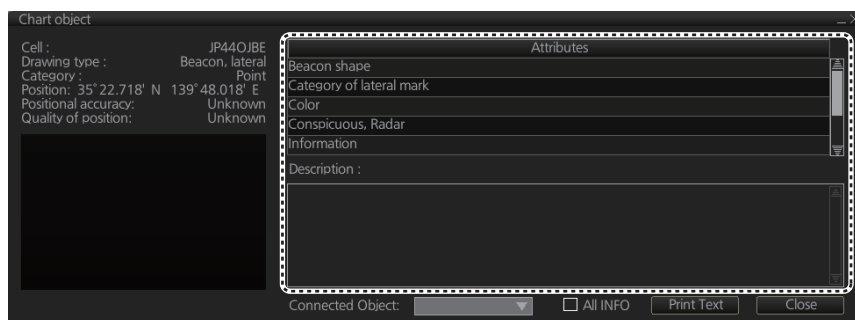 Chart object
Cell : JP44OJBE
Drawing type : Beacon, lateral
Category : Point
Position: 35°22.718' N 139°48.018' E
Positional accuracy: Unknown
Quality of position: Unknown
Attributes
Beacon shape
Category of lateral mark
Color
Conspicuous, Radar
Information
Description :
Connected Object: All INFO Print Text Close